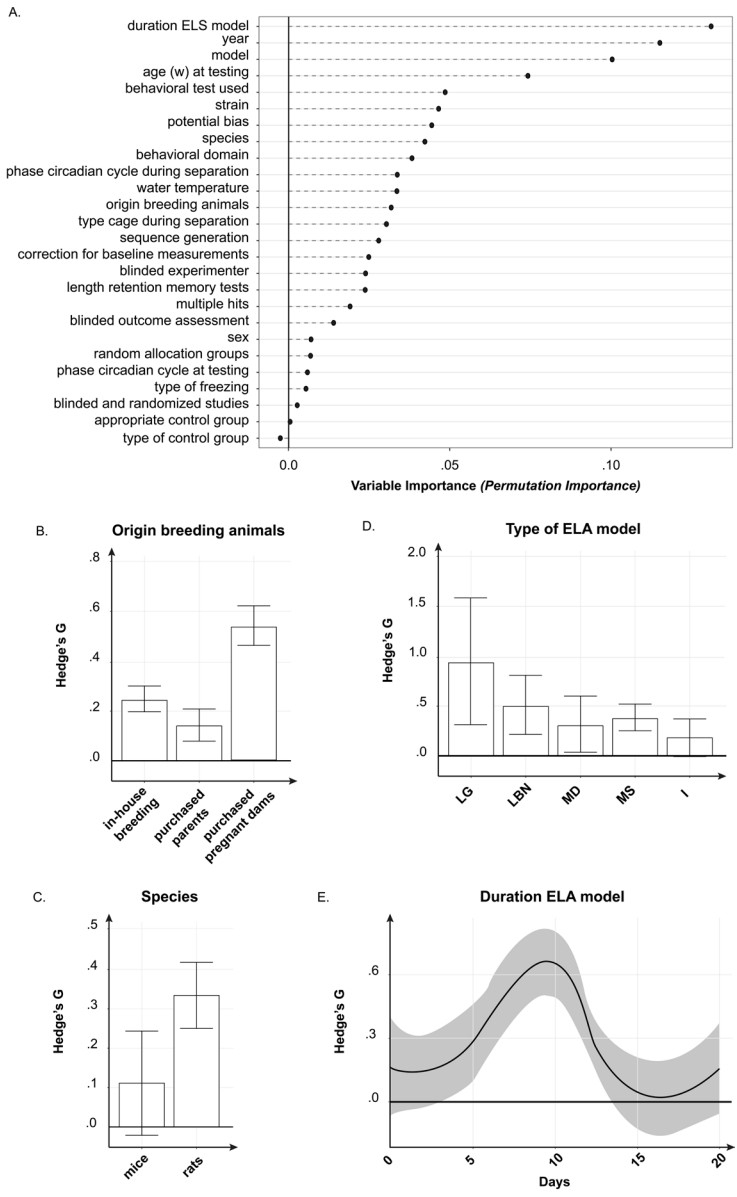 A.
duration ELS model
year
model
age (w) at testing
behavioral test used
strain
potential bias
species
behavioral domain
phase circadian cycle during separation
water temperature
origin breeding animals
type cage during separation
sequence generation
correction for baseline measurements
blinded experimenter
length retention memory tests
multiple hits
blinded outcome assessment
sex
random allocation groups
phase circadian cycle at testing
type of freezing
blinded and randomized studies
appropriate control group
type of control group
0.0 .05 .10
Variable Importance (Permutation Importance)
B. Origin breeding animals
Hedge's G
.8
.6
.4
.2
.0
in-house
breeding
purchased
parents
purchased
pregnant dams
D. Type of ELA model
Hedge's G
2.0
1.5
1.0
.5
.0
LG
LBN
MD
MS
I
C. Species
Hedge's G
.5
.4
.3
.2
.1
.0
mice
rats
E. Duration ELA model
Hedge's G
.6
.3
.0
0 5 10 15 20
Days